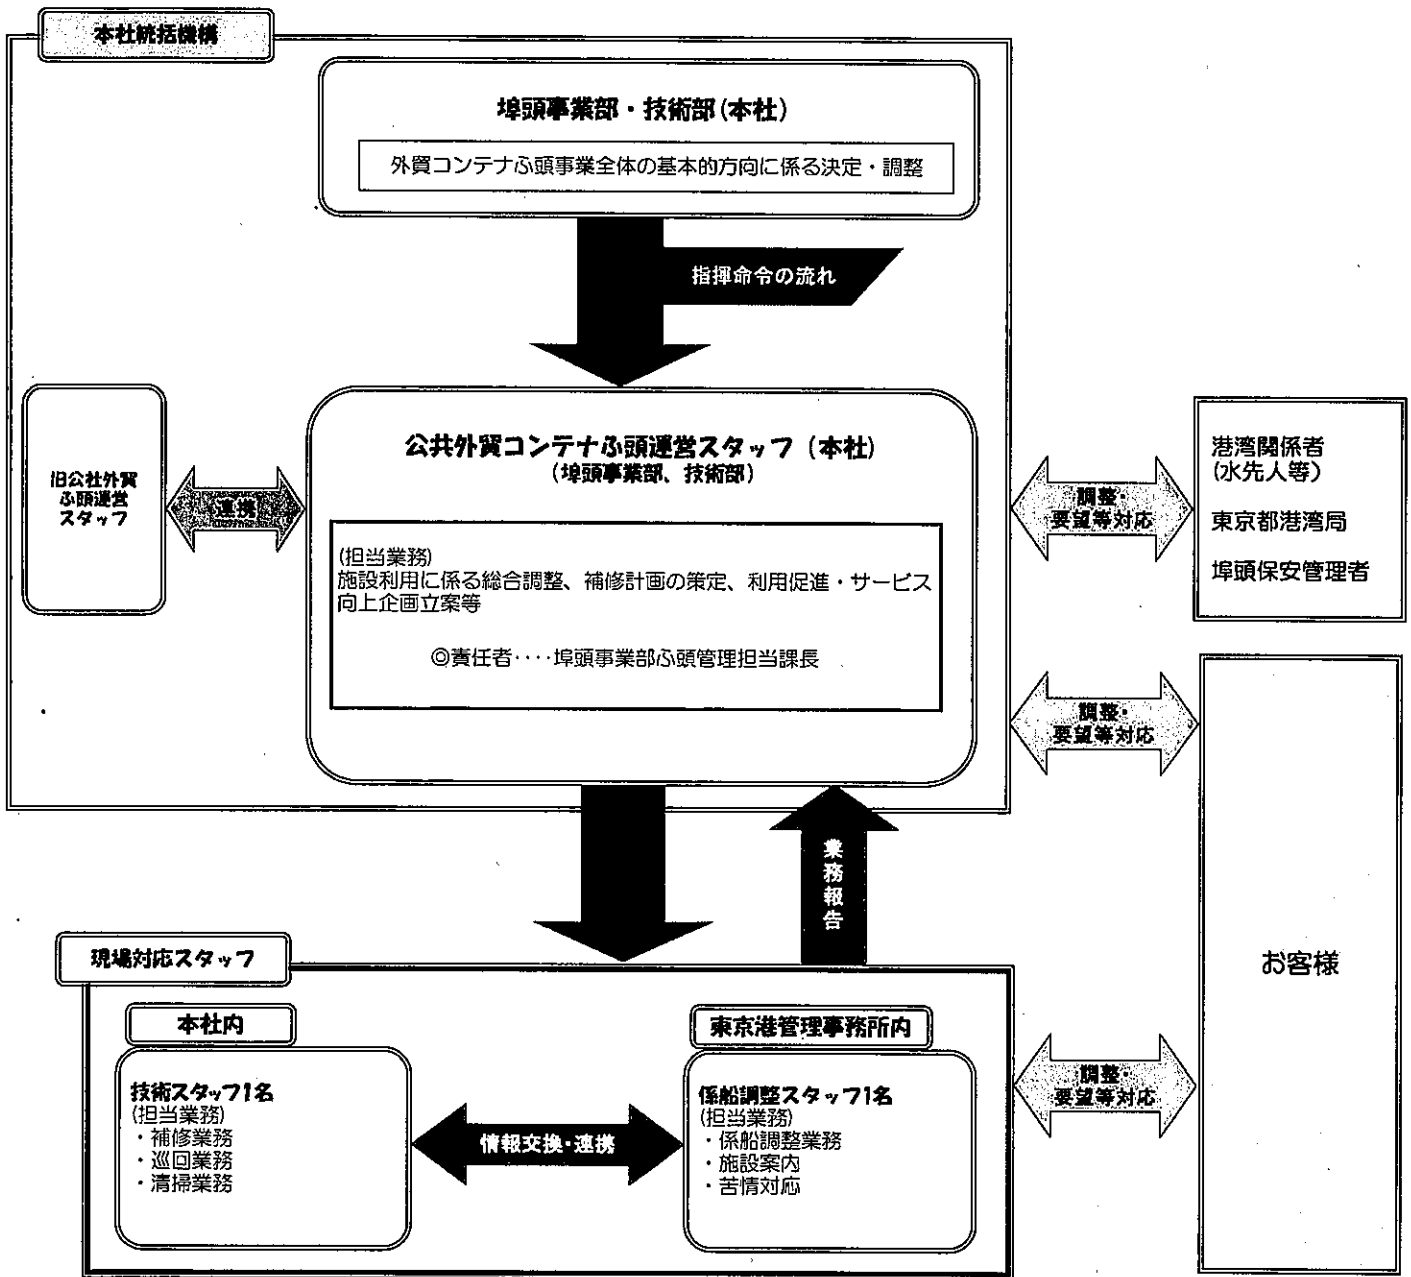 本社統括機構
埠頭事業部・技術部(本社)
外貿コンテナふ頭事業全体の基本的方向に係る決定・調整
指揮命令の流れ
旧公社外貿
ふ頭運営
スタッフ
連携
公共外貿コンテナふ頭運営スタッフ(本社)
(埠頭事業部、技術部)
(担当業務)
施設利用に係る総合調整、補修計画の策定、利用促進・サービス
向上企画立案等
◎責任者‥‥埠頭事業部ふ頭管理担当課長
調整・
要望等対応
港湾関係者
(水先人等)
東京都港湾局
埠頭保安管理者
調整・
要望等対応
お客様
業務報告
現場対応スタッフ
本社内
技術スタッフ1名
(担当業務)
・補修業務
・巡回業務
・清掃業務
情報交換・連携
東京港管理事務所内
係船調整スタッフ1名
(担当業務)
・係船調整業務
・施設案内
・苦情対応
調整・
要望等対応